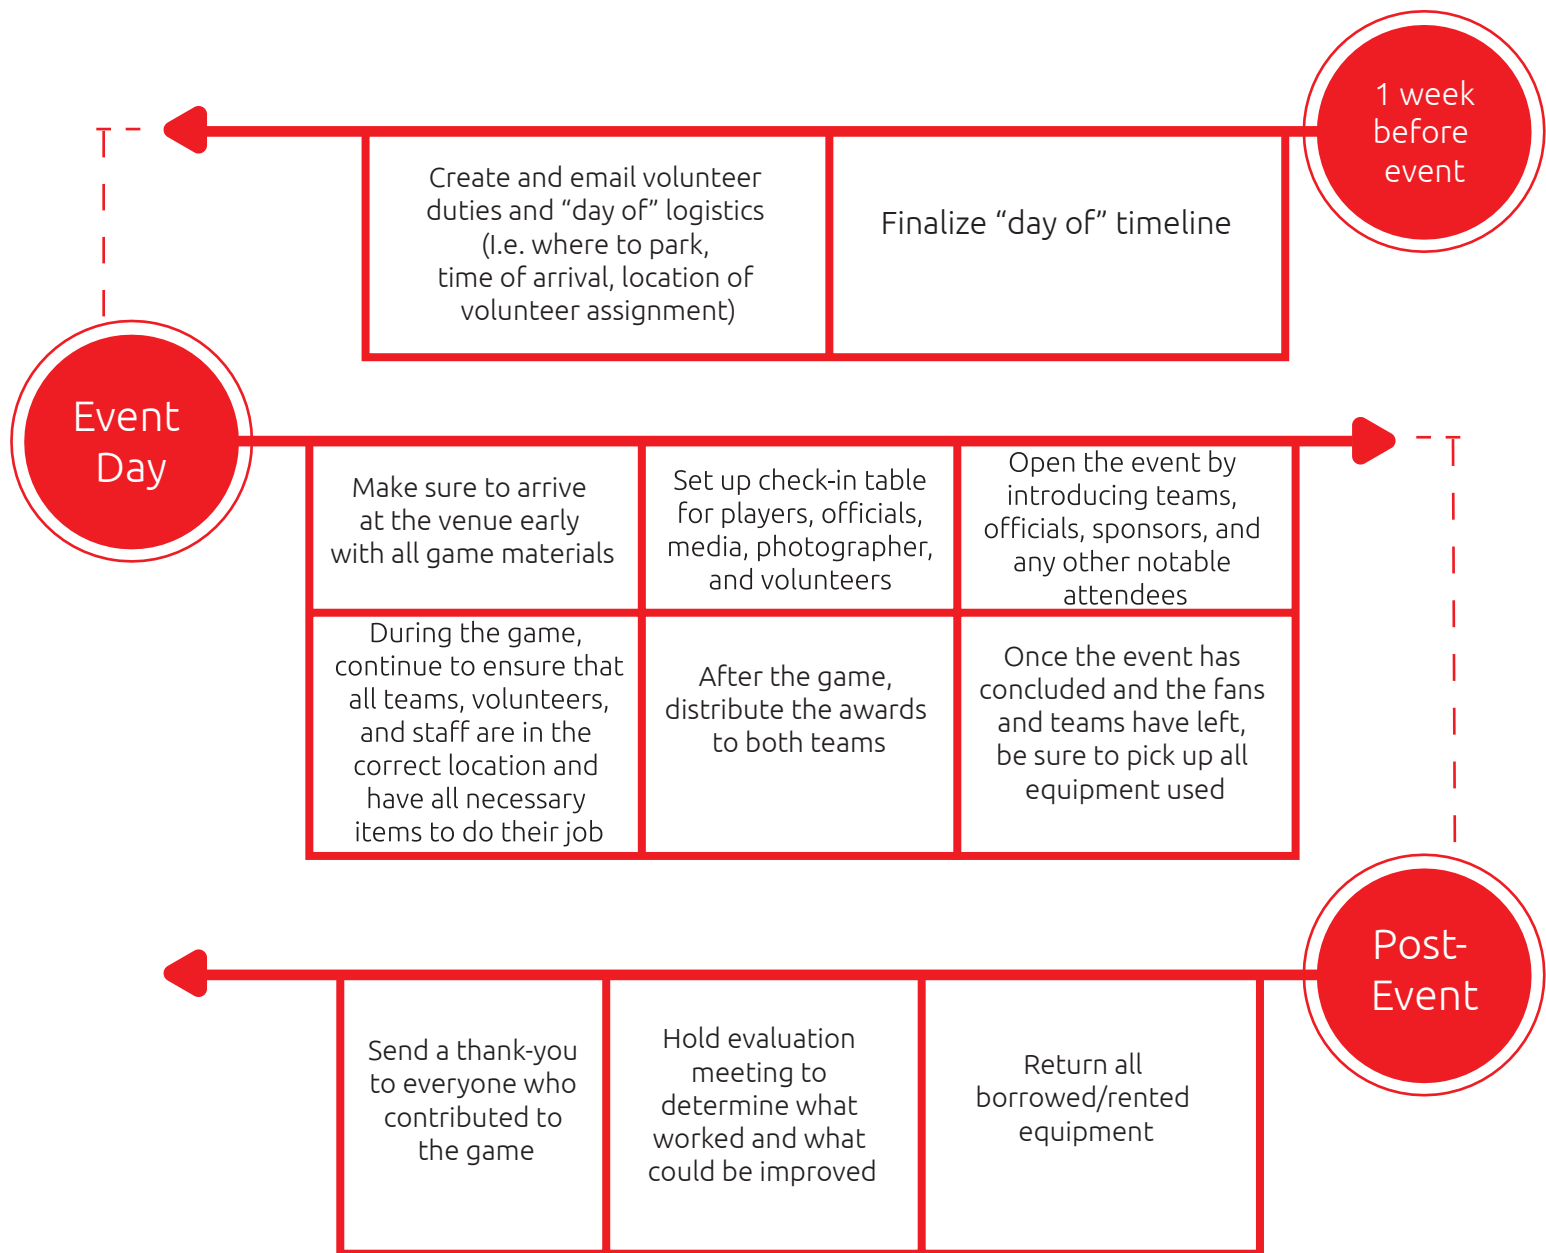 1 week
before
event
Finalize “day of” timeline
Create and email volunteer
duties and “day of” logistics
(I.e. where to park,
time of arrival, location of
volunteer assignment)
Event
Day
Make sure to arrive
at the venue early
with all game materials
Set up check-in table
for players, officials,
media, photographer,
and volunteers
Open the event by
introducing teams,
officials, sponsors, and
any other notable
attendees
During the game,
continue to ensure that
all teams, volunteers,
and staff are in the
correct location and
have all necessary
items to do their job
After the game,
distribute the awards
to both teams
Once the event has
concluded and the fans
and teams have left,
be sure to pick up all
equipment used
Post-
Event
Return all
borrowed/rented
equipment
Hold evaluation
meeting to
determine what
worked and what
could be improved
Send a thank-you
to everyone who
contributed to
the game